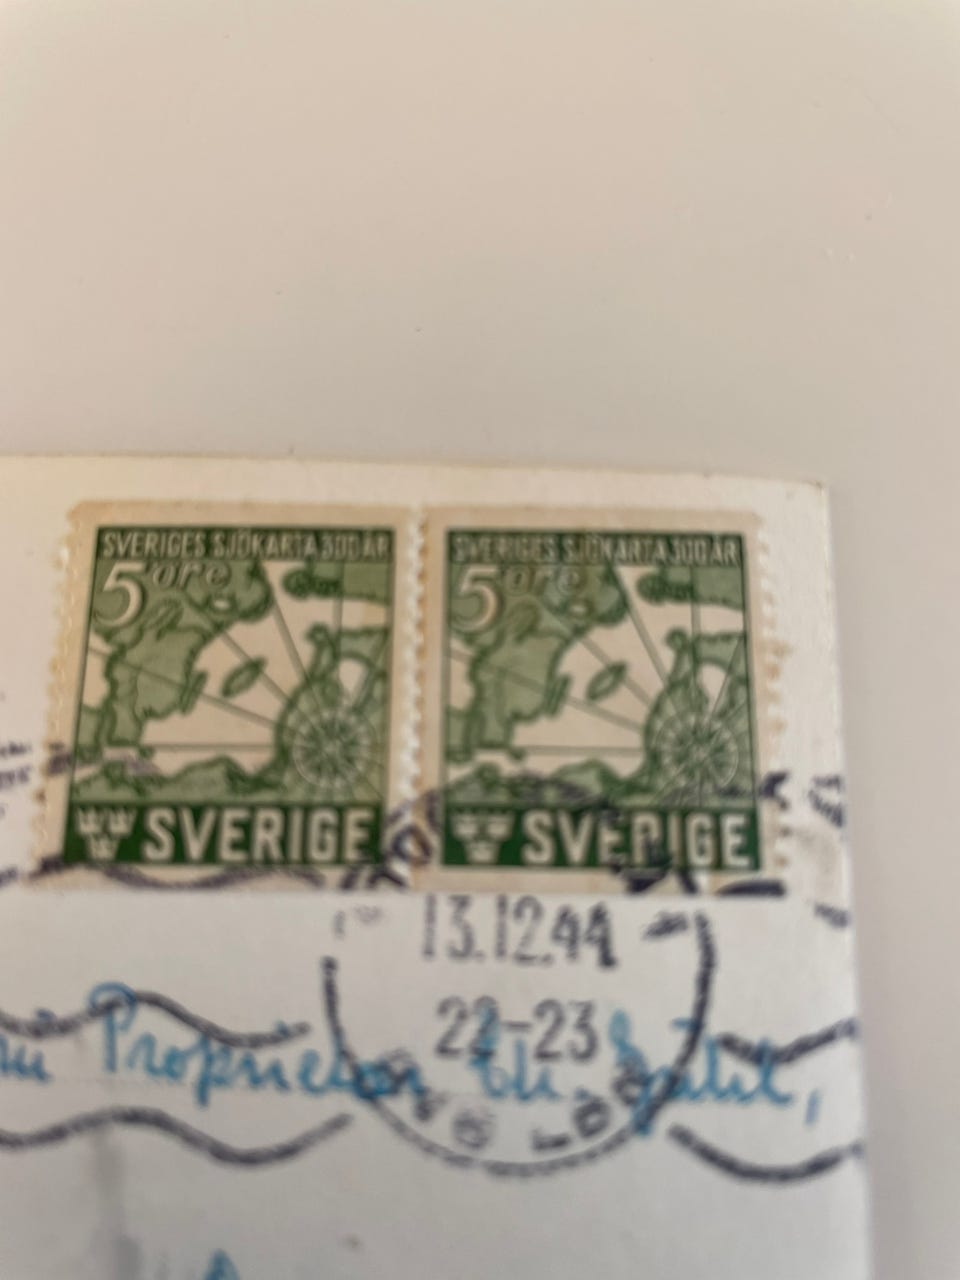 SVERIGES SJÖKARTA 300 ÅR
5 öre
SVERIGE
SVERIGES SJÖKARTA 300 ÅR
5 öre
SVERIGE
13.12.44
22-23